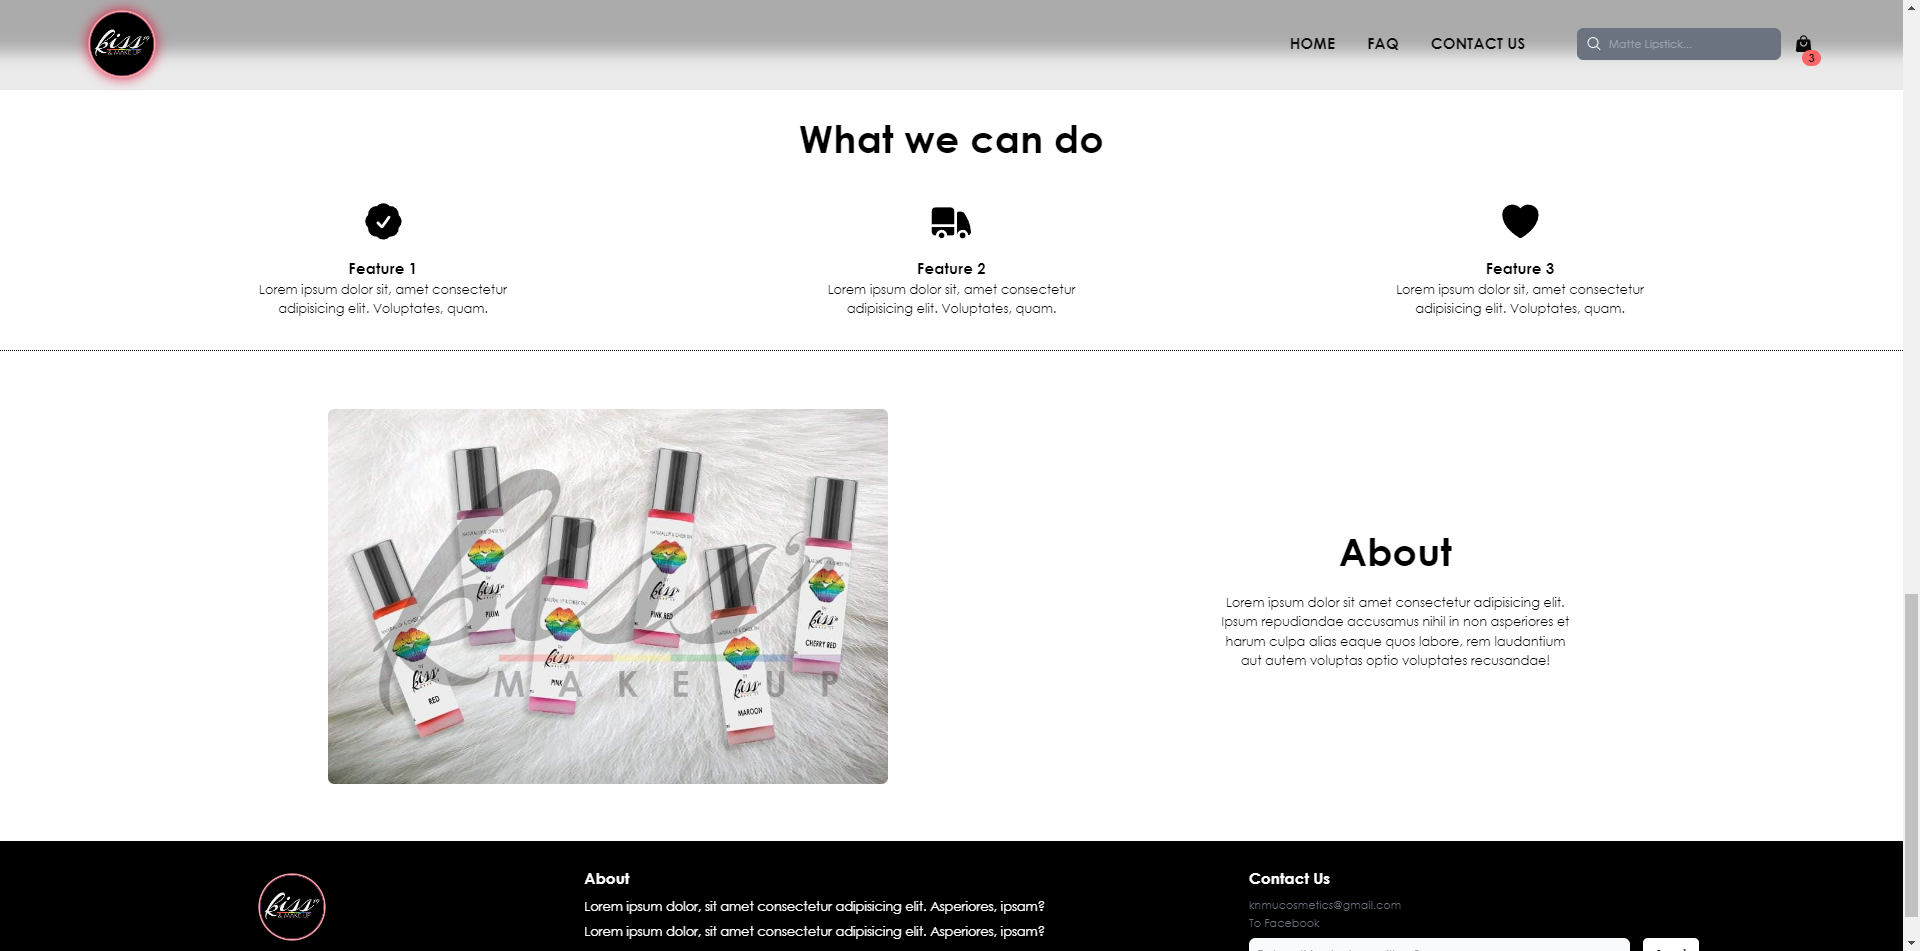 kiss
& MAKE UP
HOME FAQ CONTACT US
Matte Lipstick...
3
What we can do
Feature 1
Lorem ipsum dolor sit, amet consectetur
adipisicing elit. Voluptates, quam.
Feature 2
Lorem ipsum dolor sit, amet consectetur
adipisicing elit. Voluptates, quam.
Feature 3
Lorem ipsum dolor sit, amet consectetur
adipisicing elit. Voluptates, quam.
kiss
MAKE UP
kiss
RED
kiss
PLUM
kiss
PINK
kiss
PINK RED
kiss
MAROON
kiss
CHERRY RED
About
Lorem ipsum dolor sit amet consectetur adipisicing elit.
Ipsum repudiandae accusamus nihil in non asperiores et
harum culpa alias eaque quos labore, rem laudantium
aut autem voluptas optio voluptates recusandae!
kiss
& MAKE UP
About
Lorem ipsum dolor, sit amet consectetur adipisicing elit. Asperiores, ipsam?
Lorem ipsum dolor, sit amet consectetur adipisicing elit. Asperiores, ipsam?
Contact Us
knmucosmetics@gmail.com
To Facebook